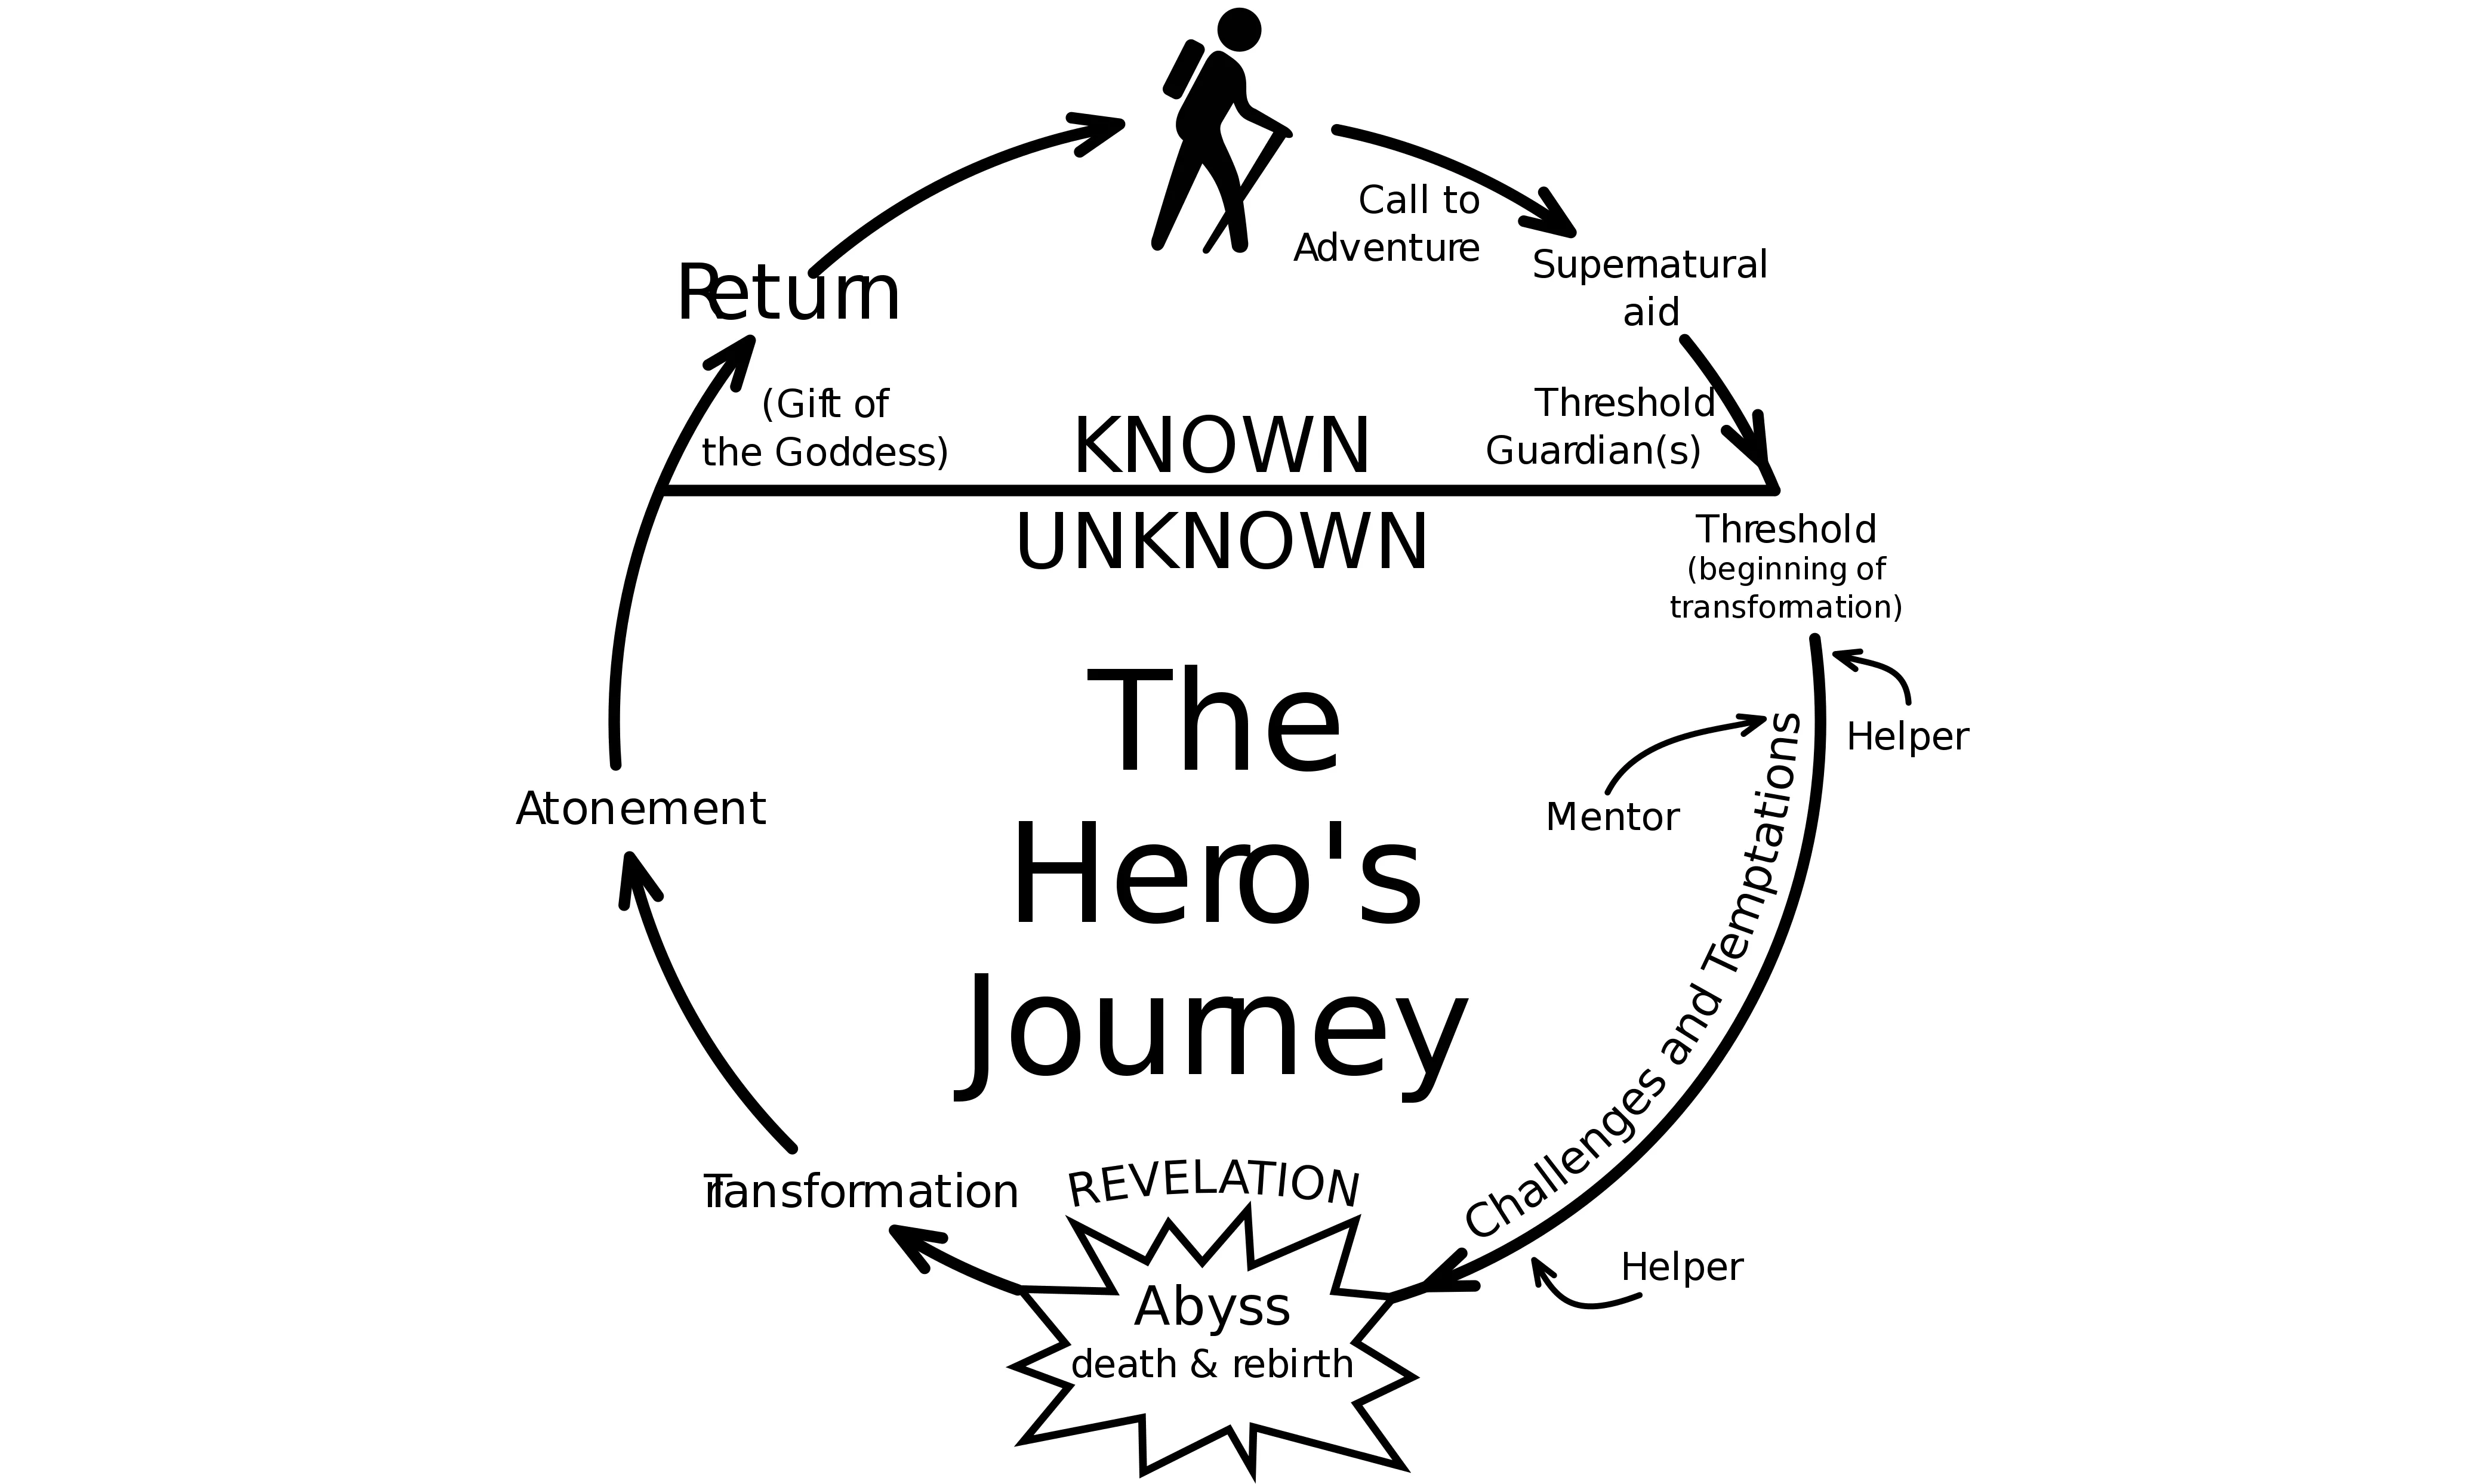 Call to
Adventure
Supernatural
aid
Return
(Gift of
the Goddess)
KNOWN
Threshold
Guardian(s)
UNKNOWN
Threshold
(beginning of
transformation)
The
Hero's
Journey
Helper
Mentor
Challenges and Temptations
Helper
Atonement
Transformation
REVELATION
Abyss
death & rebirth